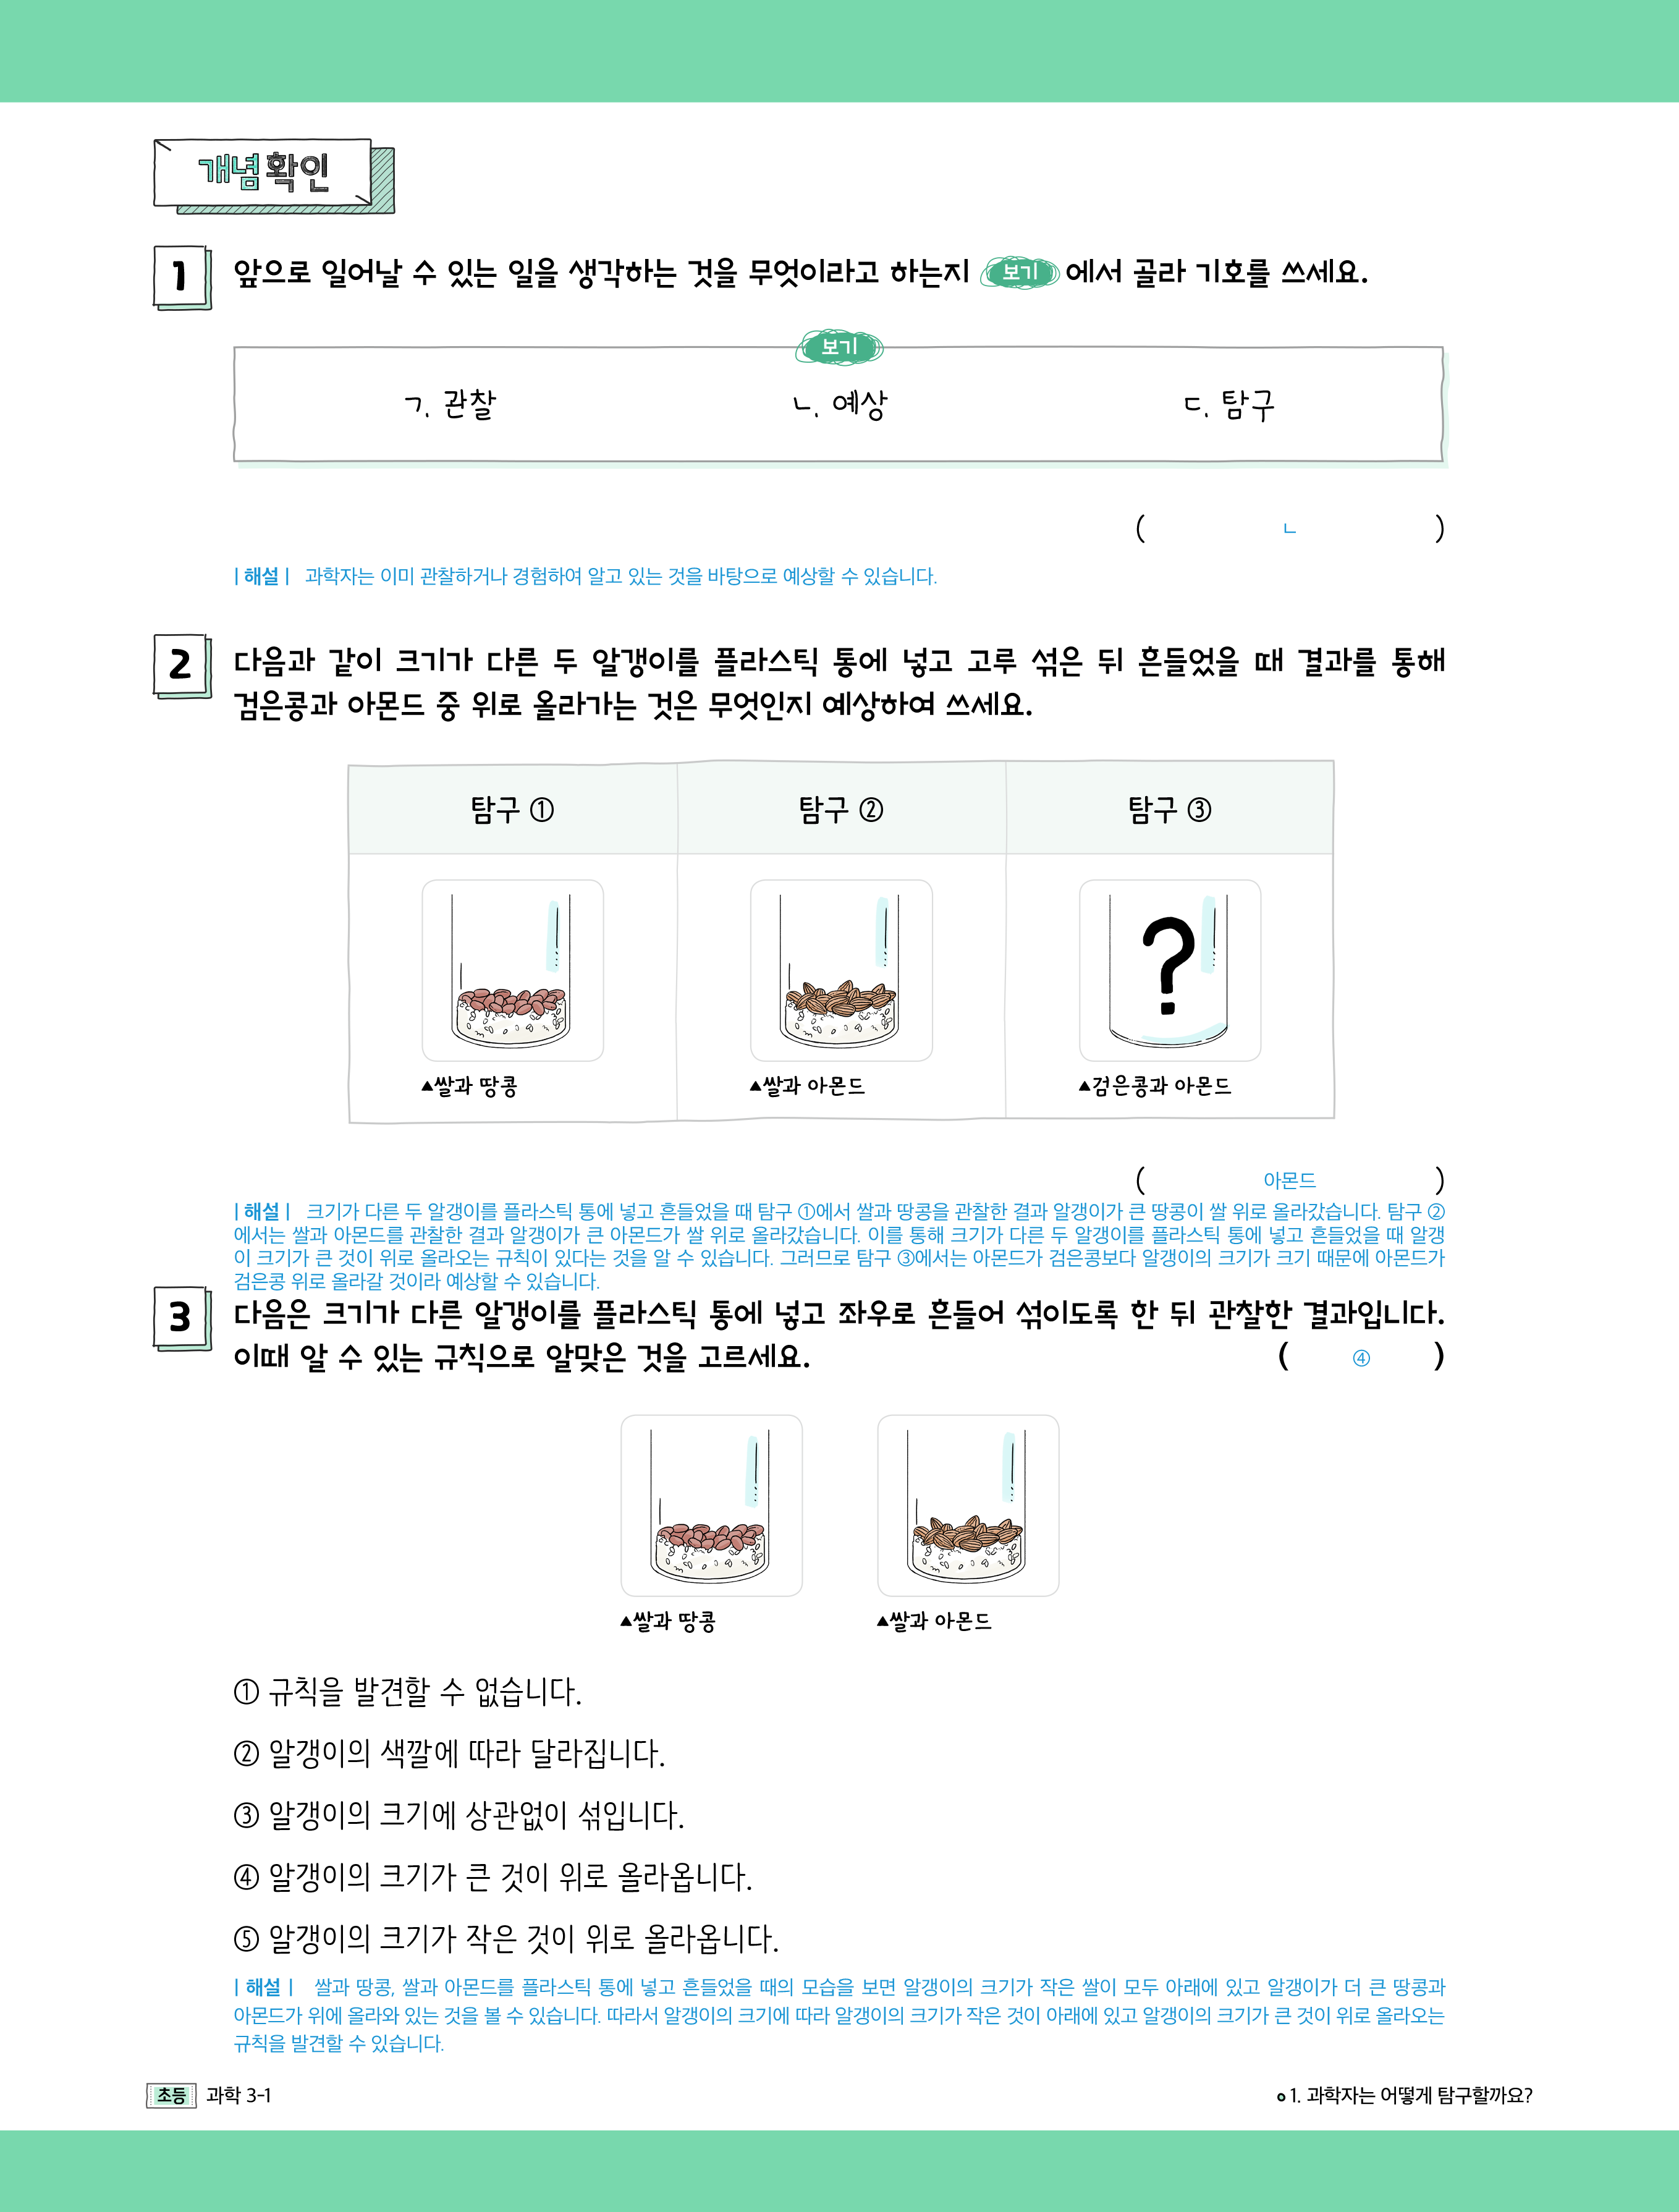 개념확인
1 앞으로 일어날 수 있는 일을 생각하는 것을 무엇이라고 하는지 보기 에서 골라 기호를 쓰세요.
보기
ㄱ. 관찰 ㄴ. 예상 ㄷ. 탐구
( ㄴ )
| 해설 | 과학자는 이미 관찰하거나 경험하여 알고 있는 것을 바탕으로 예상할 수 있습니다.
2 다음과 같이 크기가 다른 두 알갱이를 플라스틱 통에 넣고 고루 섞은 뒤 흔들었을 때 결과를 통해
검은콩과 아몬드 중 위로 올라가는 것은 무엇인지 예상하여 쓰세요.
탐구 ① 탐구 ② 탐구 ③
?
▲쌀과 땅콩 ▲쌀과 아몬드 ▲검은콩과 아몬드
( 아몬드 )
| 해설 | 크기가 다른 두 알갱이를 플라스틱 통에 넣고 흔들었을 때 탐구 ①에서 쌀과 땅콩을 관찰한 결과 알갱이가 큰 땅콩이 쌀 위로 올라갔습니다. 탐구 ②
에서는 쌀과 아몬드를 관찰한 결과 알갱이가 큰 아몬드가 쌀 위로 올라갔습니다. 이를 통해 크기가 다른 두 알갱이를 플라스틱 통에 넣고 흔들었을 때 알갱
이 크기가 큰 것이 위로 올라오는 규칙이 있다는 것을 알 수 있습니다. 그러므로 탐구 ③에서는 아몬드가 검은콩보다 알갱이의 크기가 크기 때문에 아몬드가
검은콩 위로 올라갈 것이라 예상할 수 있습니다.
3 다음은 크기가 다른 알갱이를 플라스틱 통에 넣고 좌우로 흔들어 섞이도록 한 뒤 관찰한 결과입니다.
이때 알 수 있는 규칙으로 알맞은 것을 고르세요. ( ④ )
▲쌀과 땅콩 ▲쌀과 아몬드
① 규칙을 발견할 수 없습니다.
② 알갱이의 색깔에 따라 달라집니다.
③ 알갱이의 크기에 상관없이 섞입니다.
④ 알갱이의 크기가 큰 것이 위로 올라옵니다.
⑤ 알갱이의 크기가 작은 것이 위로 올라옵니다.
| 해설 | 쌀과 땅콩, 쌀과 아몬드를 플라스틱 통에 넣고 흔들었을 때의 모습을 보면 알갱이의 크기가 작은 쌀이 모두 아래에 있고 알갱이가 더 큰 땅콩과
아몬드가 위에 올라와 있는 것을 볼 수 있습니다. 따라서 알갱이의 크기에 따라 알갱이의 크기가 작은 것이 아래에 있고 알갱이의 크기가 큰 것이 위로 올라오는
규칙을 발견할 수 있습니다.
초등 과학 3-1 1. 과학자는 어떻게 탐구할까요?